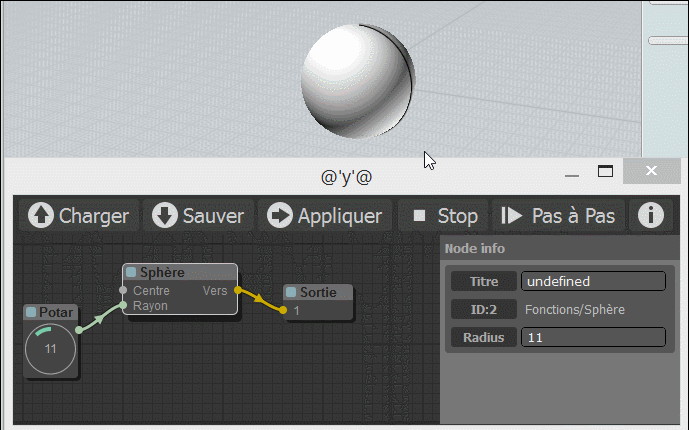 @'y'@
Charger Sauver Appliquer Stop Pas à Pas
Node info
Sphère
Centre Vers
Rayon
Sortie
1
Potar
11
Titre undefined
ID:2 Fonctions/Sphère
Radius 11